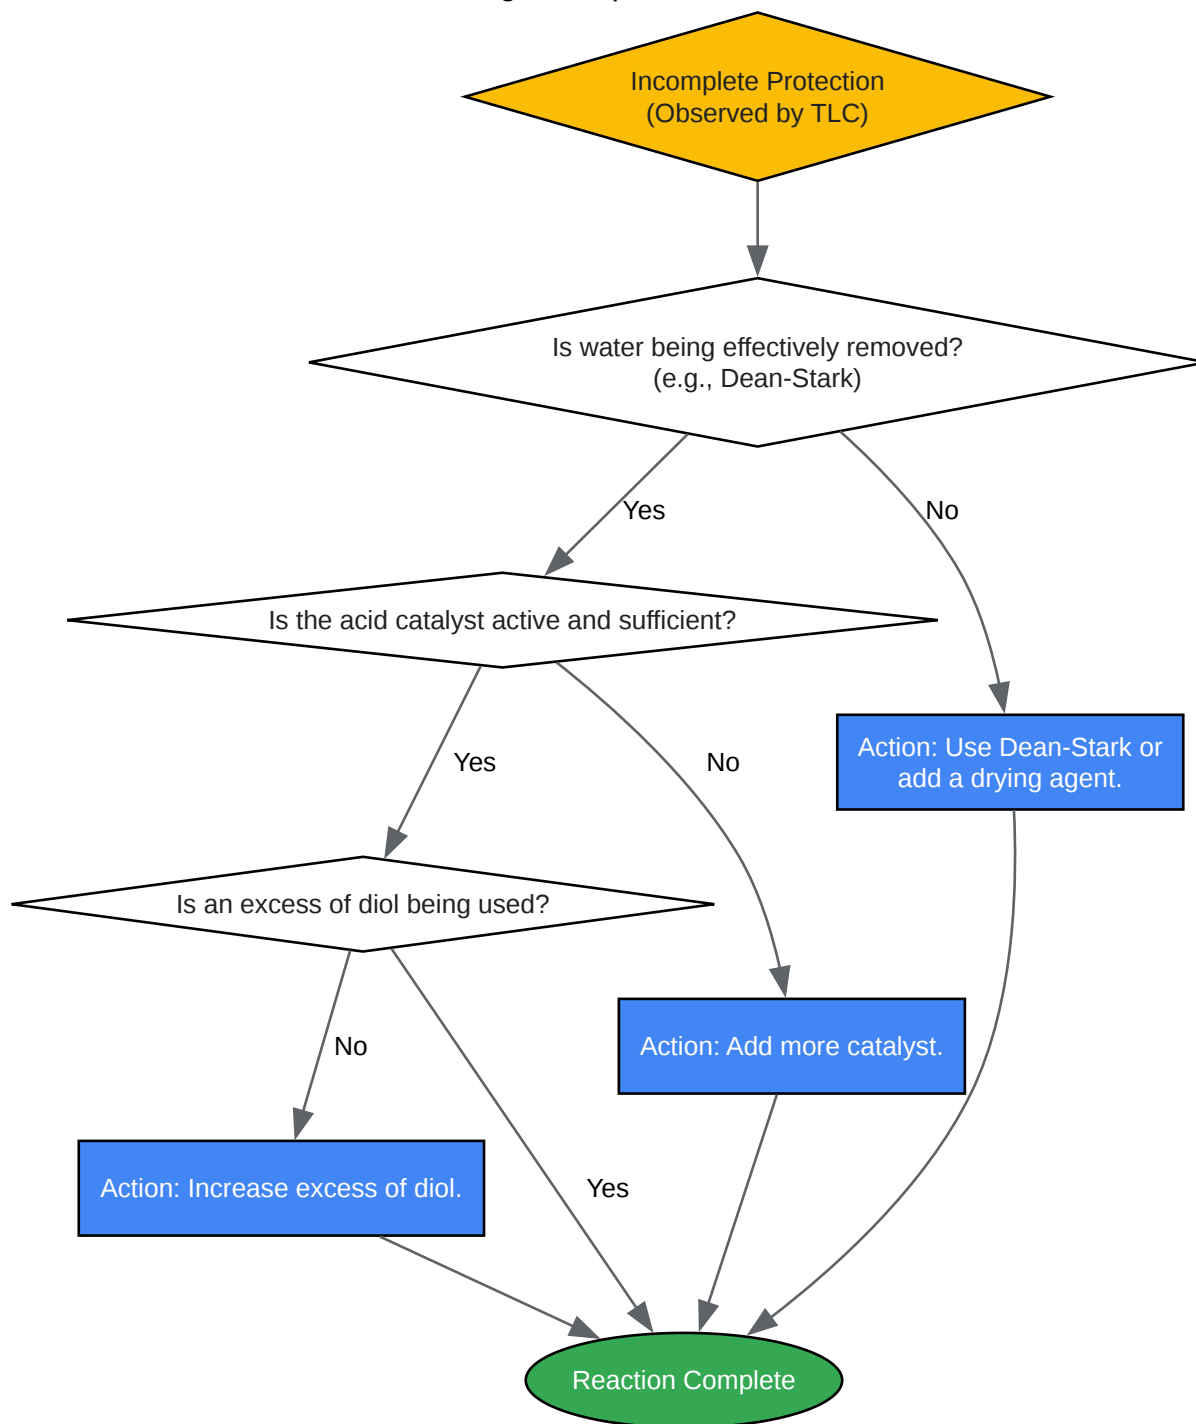 Incomplete Protection
(Observed by TLC)
Is water being effectively removed?
(e.g., Dean-Stark)
Yes
No
Is the acid catalyst active and sufficient?
Action: Use Dean-Stark or
add a drying agent.
Yes
No
Is an excess of diol being used?
Action: Add more catalyst.
No
Action: Increase excess of diol.
Yes
Reaction Complete